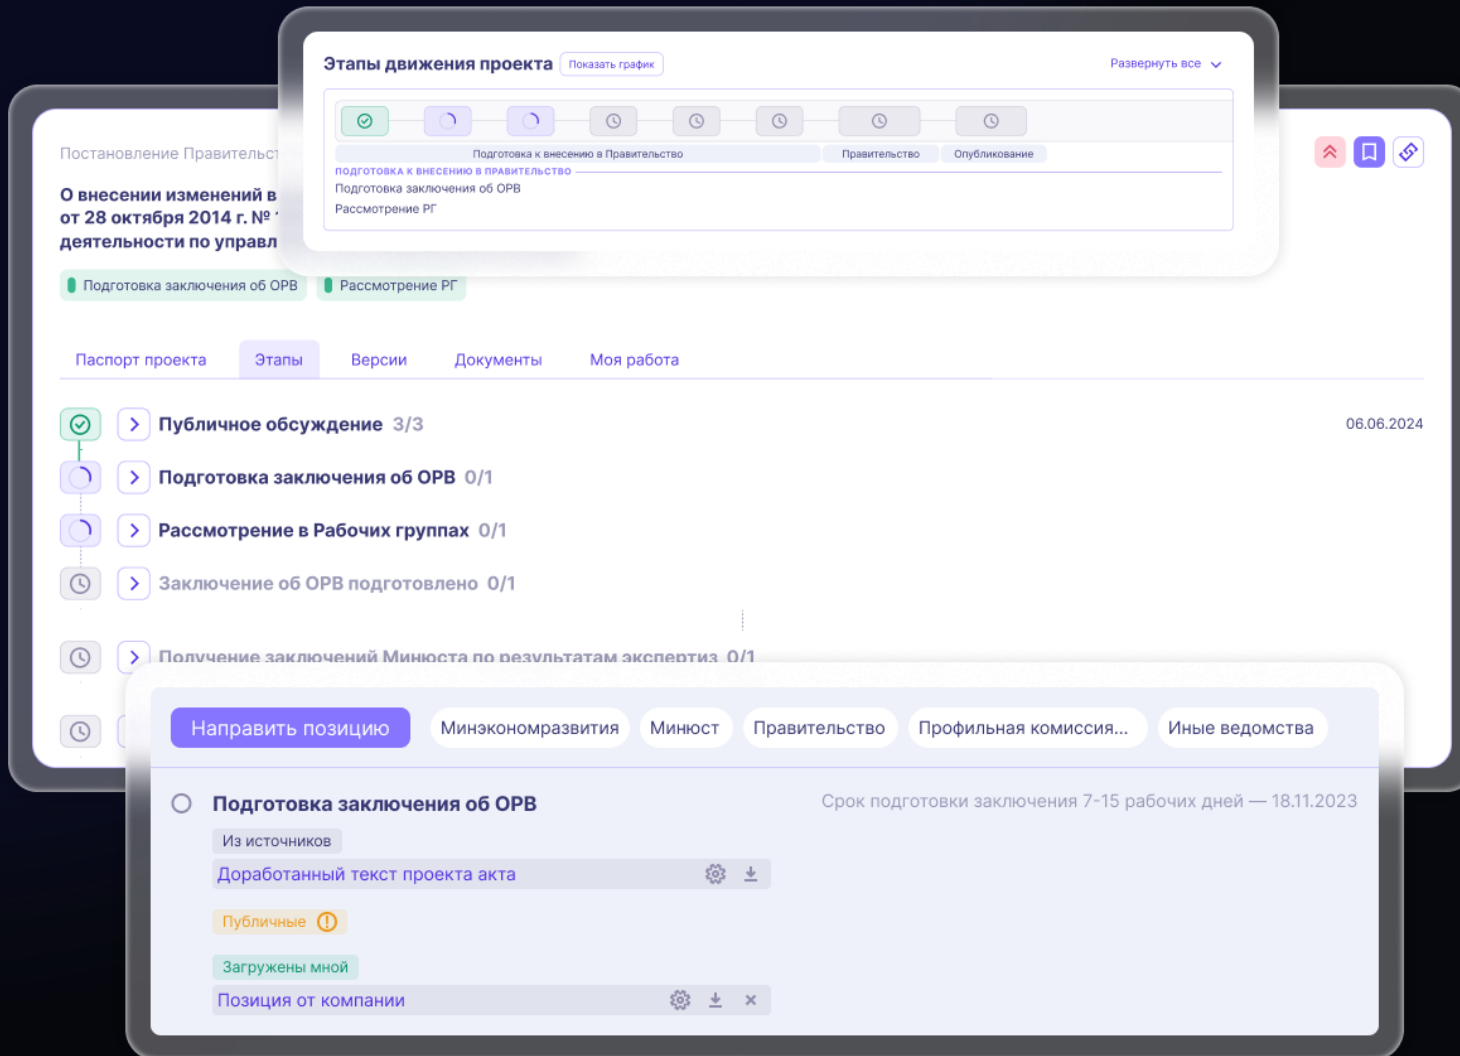 Этапы движения проекта Показать график Развернуть все
Подготовка к внесению в Правительство Правительство Опубликование
ПОДГОТОВКА К ВНЕСЕНИЮ В ПРАВИТЕЛЬСТВО
Подготовка заключения об ОРВ
Рассмотрение РГ
Постановление
О внесении изменений в
от 28 октября 2014 г. №
деятельности по
Подготовка заключения об ОРВ Рассмотрение РГ
Паспорт проекта Этапы Версии Документы Моя работа
Публичное обсуждение 3/3 06.06.2024
Подготовка заключения об ОРВ 0/1
Рассмотрение в Рабочих группах 0/1
Заключение об ОРВ подготовлено 0/1
Получение заключений Минюста по результатам экспертиз 0/1
Направить позицию Минэкономразвития Минюст Правительство Профильная комиссия... Иные ведомства
Подготовка заключения об ОРВ Срок подготовки заключения 7-15 рабочих дней — 18.11.2023
Из источников
Доработанный текст проекта акта
Публичные
Загружены мной
Позиция от компании